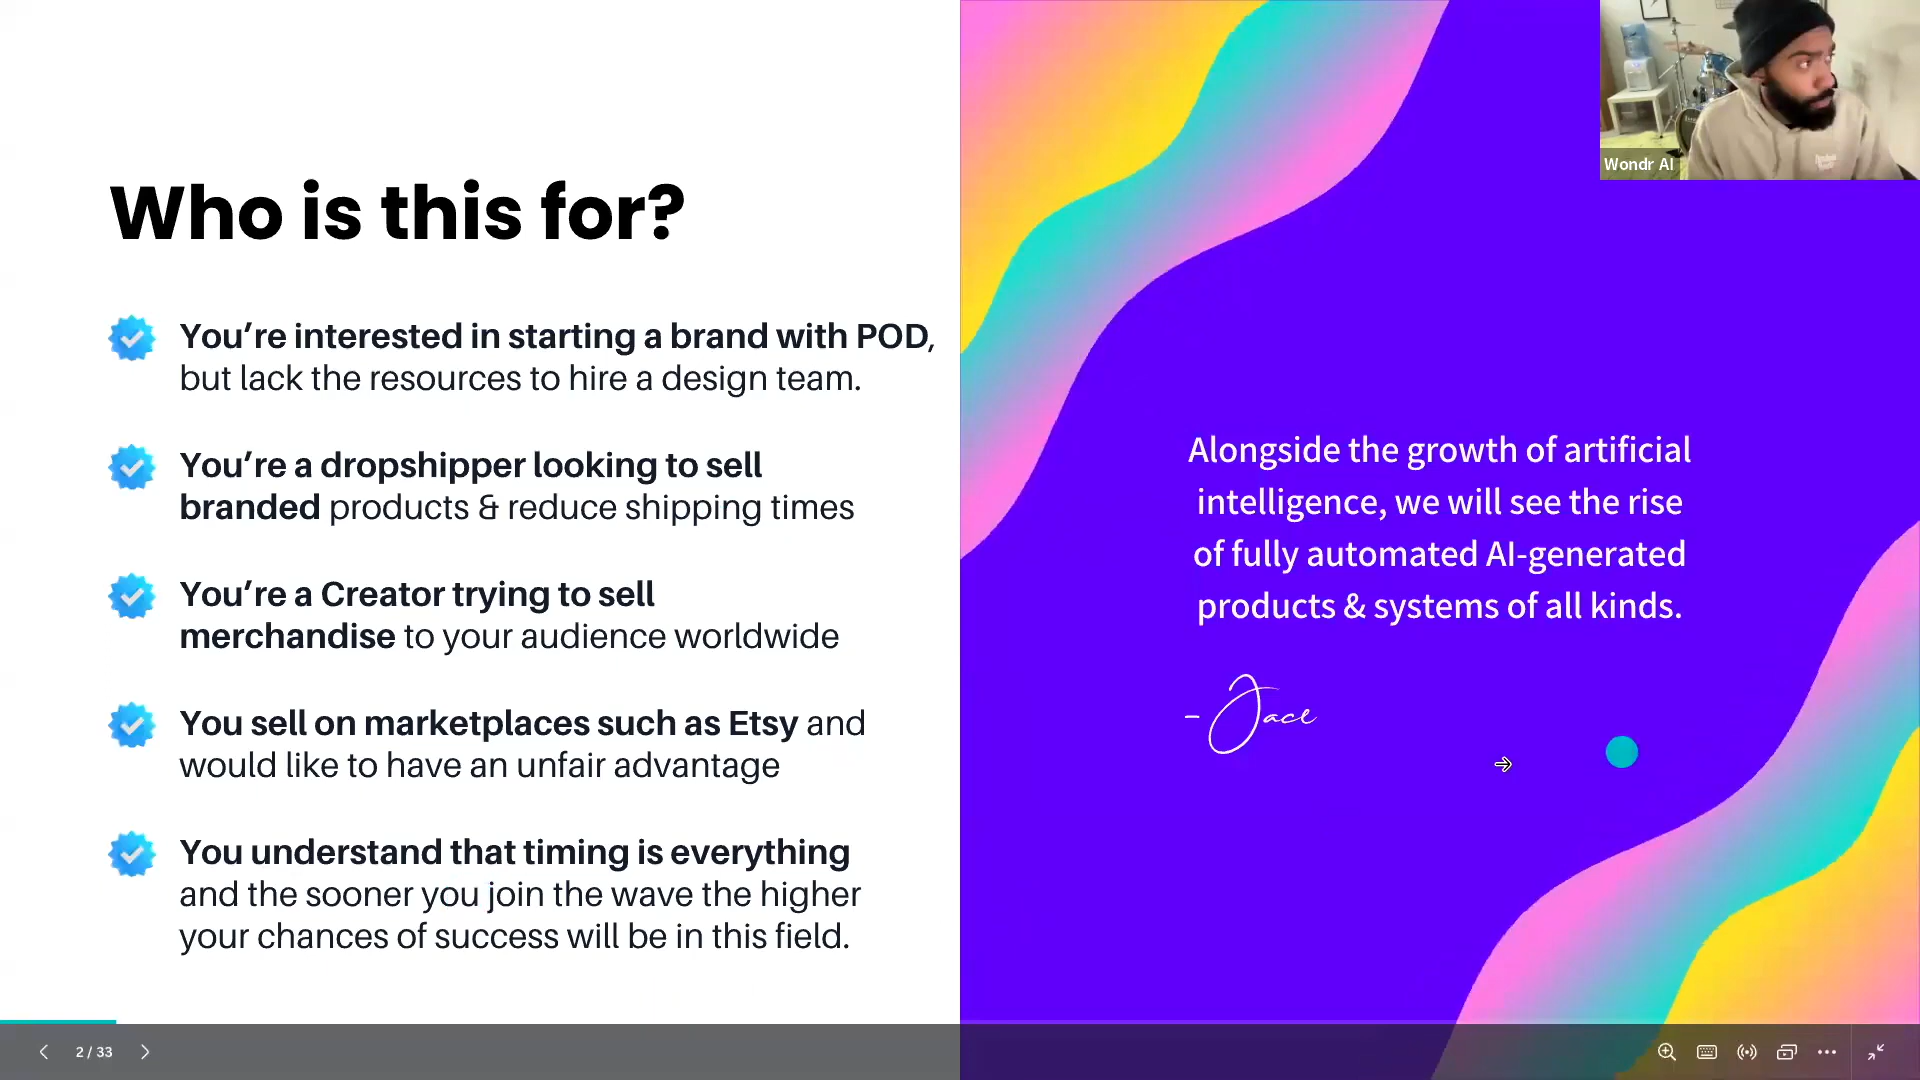 Who is this for?
You’re interested in starting a brand with POD,
but lack the resources to hire a design team.
You’re a dropshipper looking to sell
branded products & reduce shipping times
You’re a Creator trying to sell
merchandise to your audience worldwide
You sell on marketplaces such as Etsy and
would like to have an unfair advantage
You understand that timing is everything
and the sooner you join the wave the higher
your chances of success will be in this field.
Alongside the growth of artificial
intelligence, we will see the rise
of fully automated AI-generated
products & systems of all kinds.
- Jace
Wondr AI
2 / 33